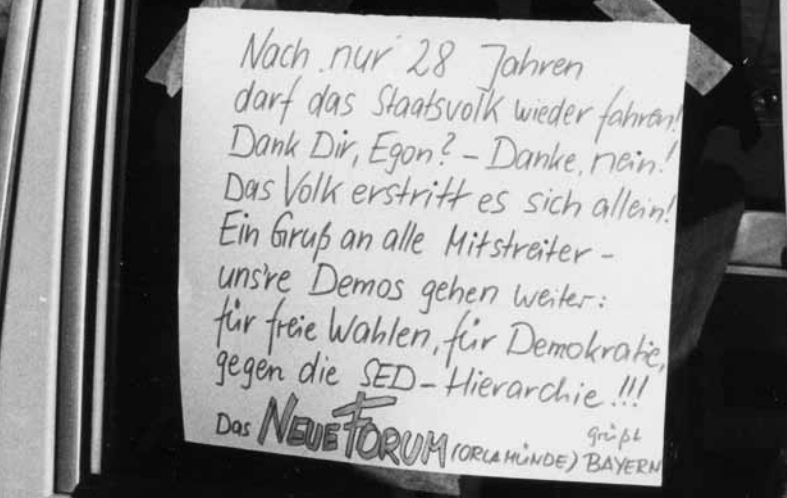 Nach nur 28 Jahren
darf das Staatsvolk wieder fahren!
Dank Dir, Egon? – Danke, nein!
Das Volk erstritt es sich allein!
Ein Gruß an alle Mitstreiter –
uns're Demos gehen weiter:
für freie Wahlen, für Demokratie,
gegen die SED-Hierarchie!!!
Das NEUE FORUM (ORLAMÜNDE) grüßt BAYERN